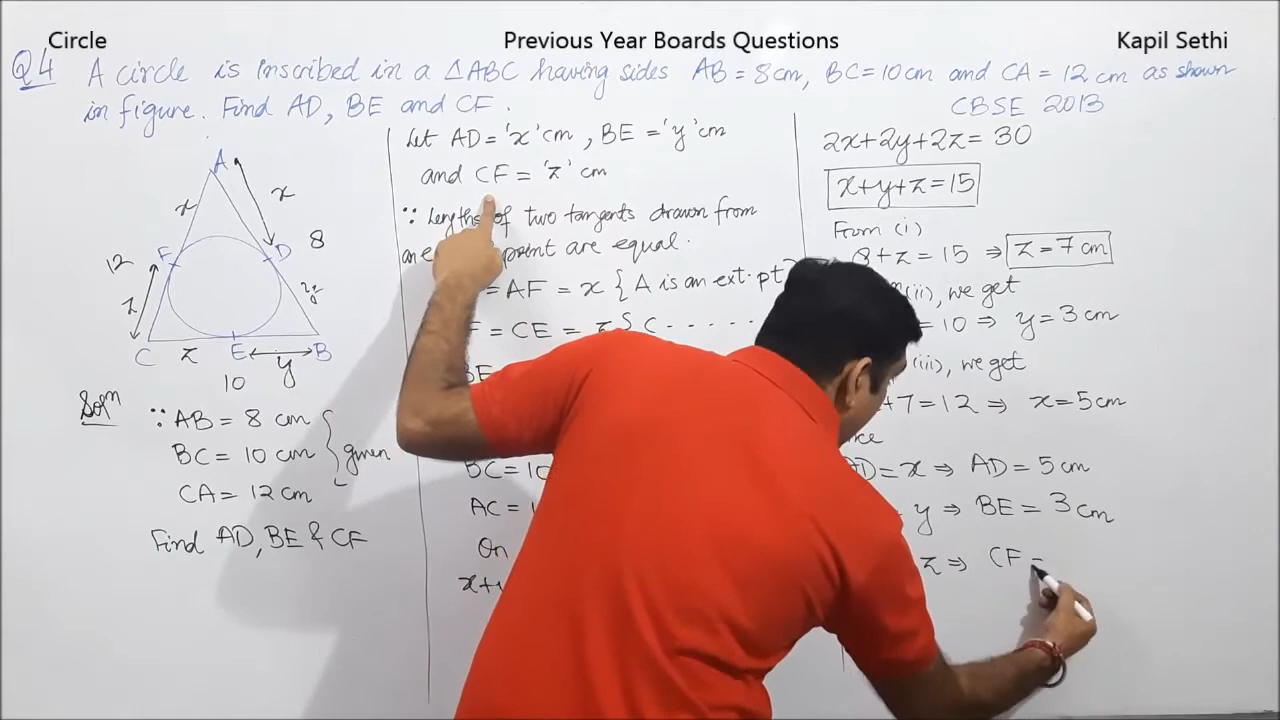 Circle
Previous Year Boards Questions
Kapil Sethi
Q4 A circle is inscribed in a △ABC having sides AB = 8cm, BC = 10cm and CA = 12 cm as shown
in figure. Find AD, BE and CF.
CBSE 2013
A
x
x
12
F
D
8
z
y
C
z
E
y
B
10
Soln
∵ AB = 8 cm
BC = 10 cm
given
CA = 12 cm
Find AD, BE & CF
Let AD = 'x' cm, BE = 'y' cm
and CF = 'z' cm
∵ lengths of two tangents drawn from
point are equal.
= AF = x { A is an ext. pt
= CE = z { C . . . . . .
BE
BC = 10
AC =
On
x+
2x+2y+2z = 30
x+y+z = 15
From (i)
8+z = 15 ⇒ z = 7 cm
(ii), we get
= 10 ⇒ y = 3 cm
(iii), we get
+7 = 12 ⇒ x = 5 cm
AD = x ⇒ AD = 5 cm
y ⇒ BE = 3 cm
z ⇒ CF =